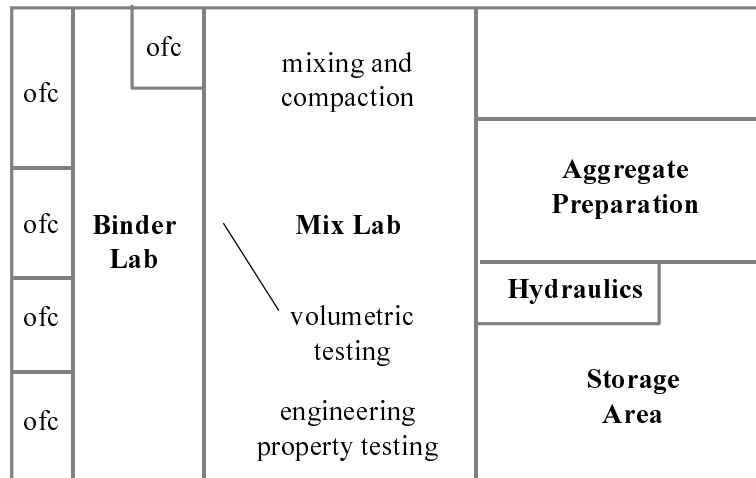 ofc
ofc
ofc
ofc
ofc
Binder
Lab
mixing and
compaction
Mix Lab
volumetric
testing
engineering
property testing
Aggregate
Preparation
Hydraulics
Storage
Area